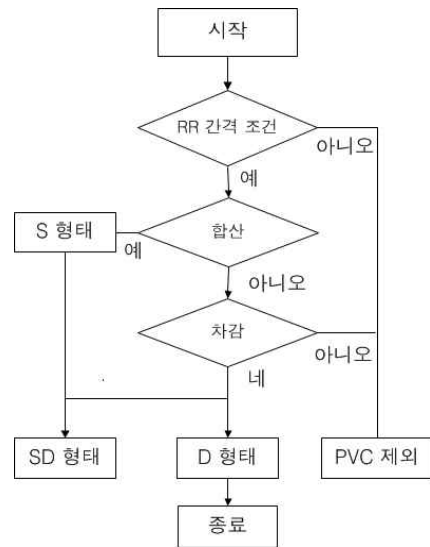 시작
RR 간격 조건
아니오
예
합산
S 형태
예
아니오
차감
아니오
네
SD 형태
D 형태
PVC 제외
종료